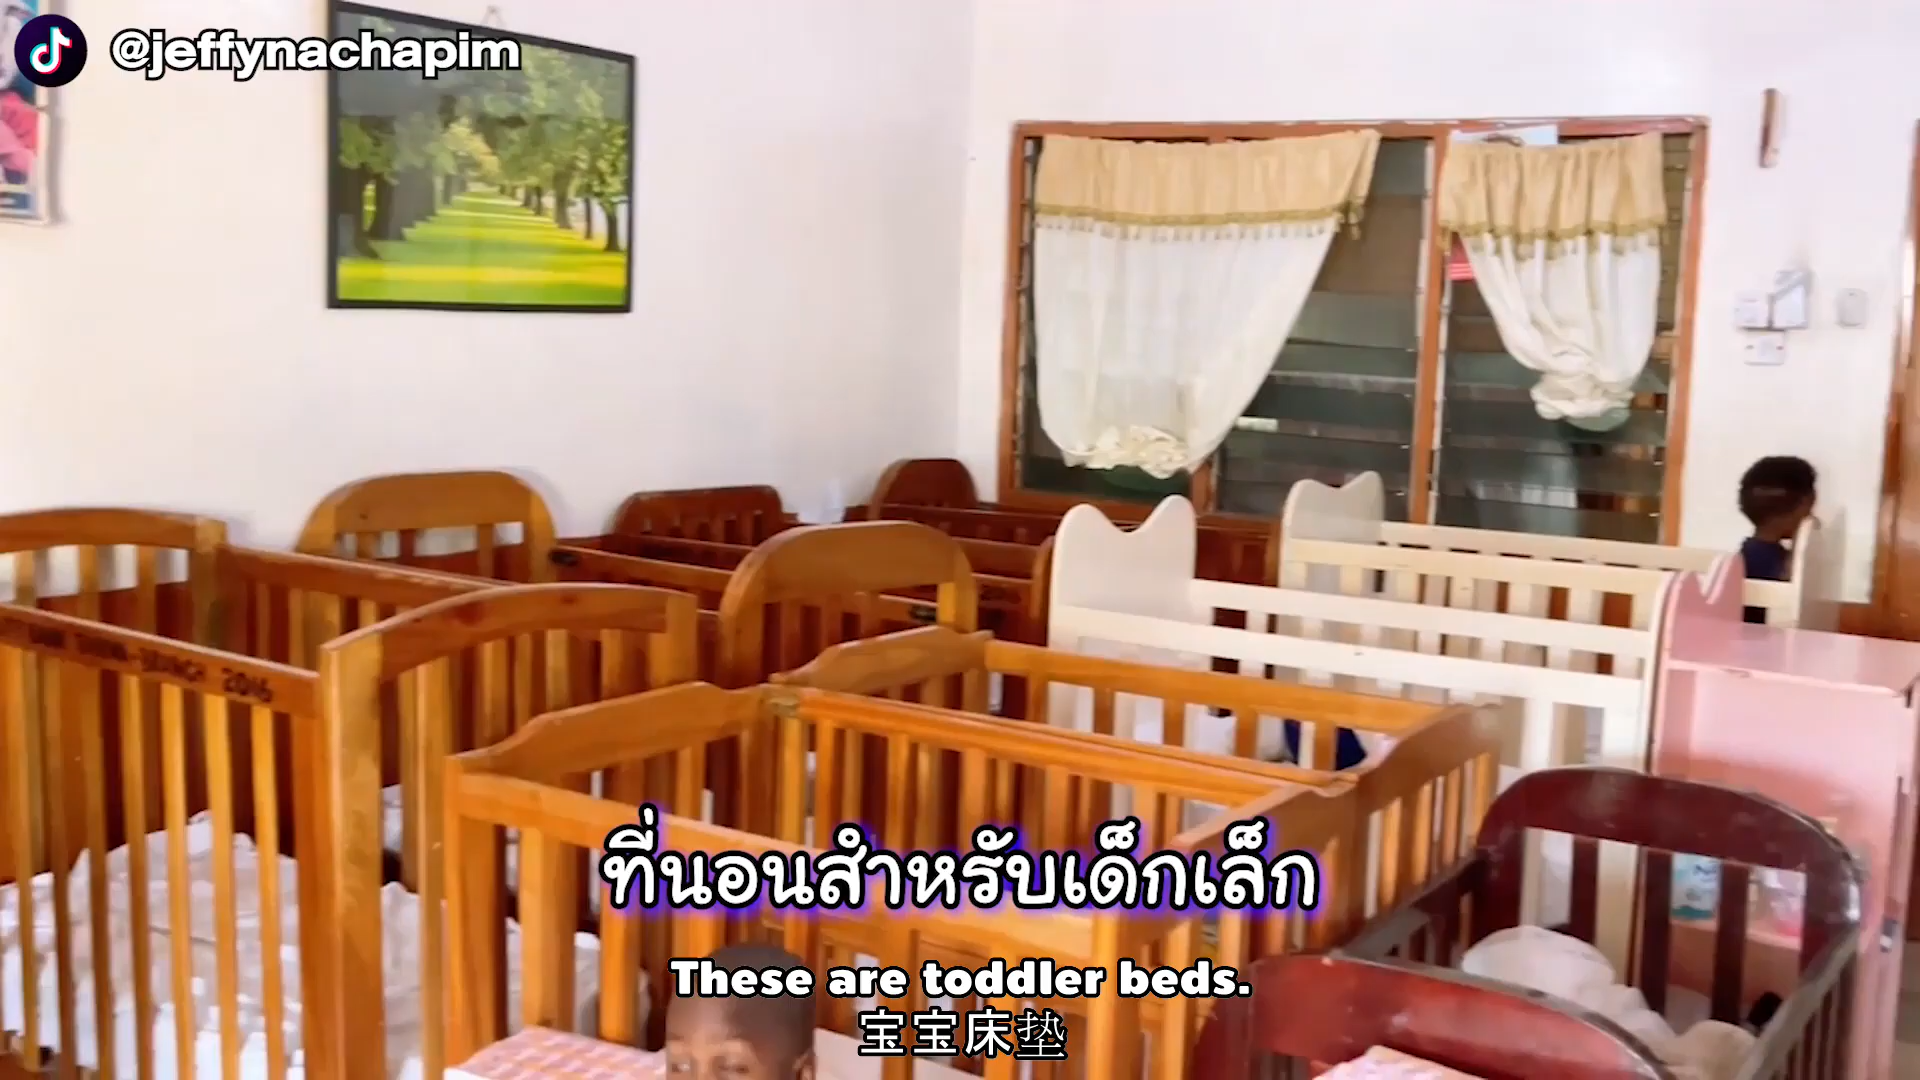 @jeffynachapim
2016
ที่นอนสำหรับเด็กเล็ก
These are toddler beds.
宝宝床垫